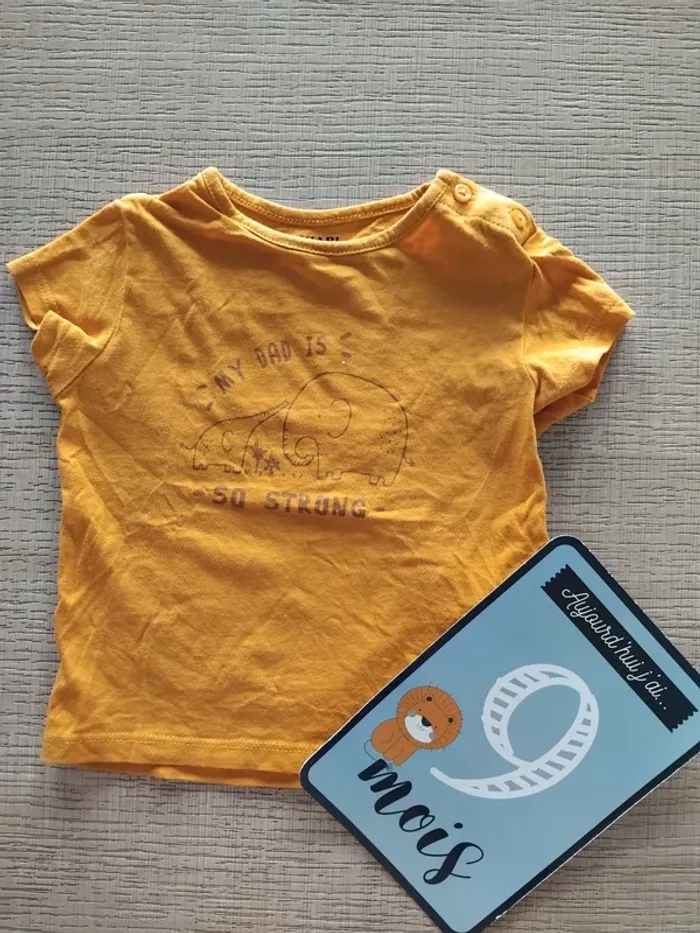 MY DAD IS
- SO STRONG -
Aujourd'hui j'ai...
9
mois